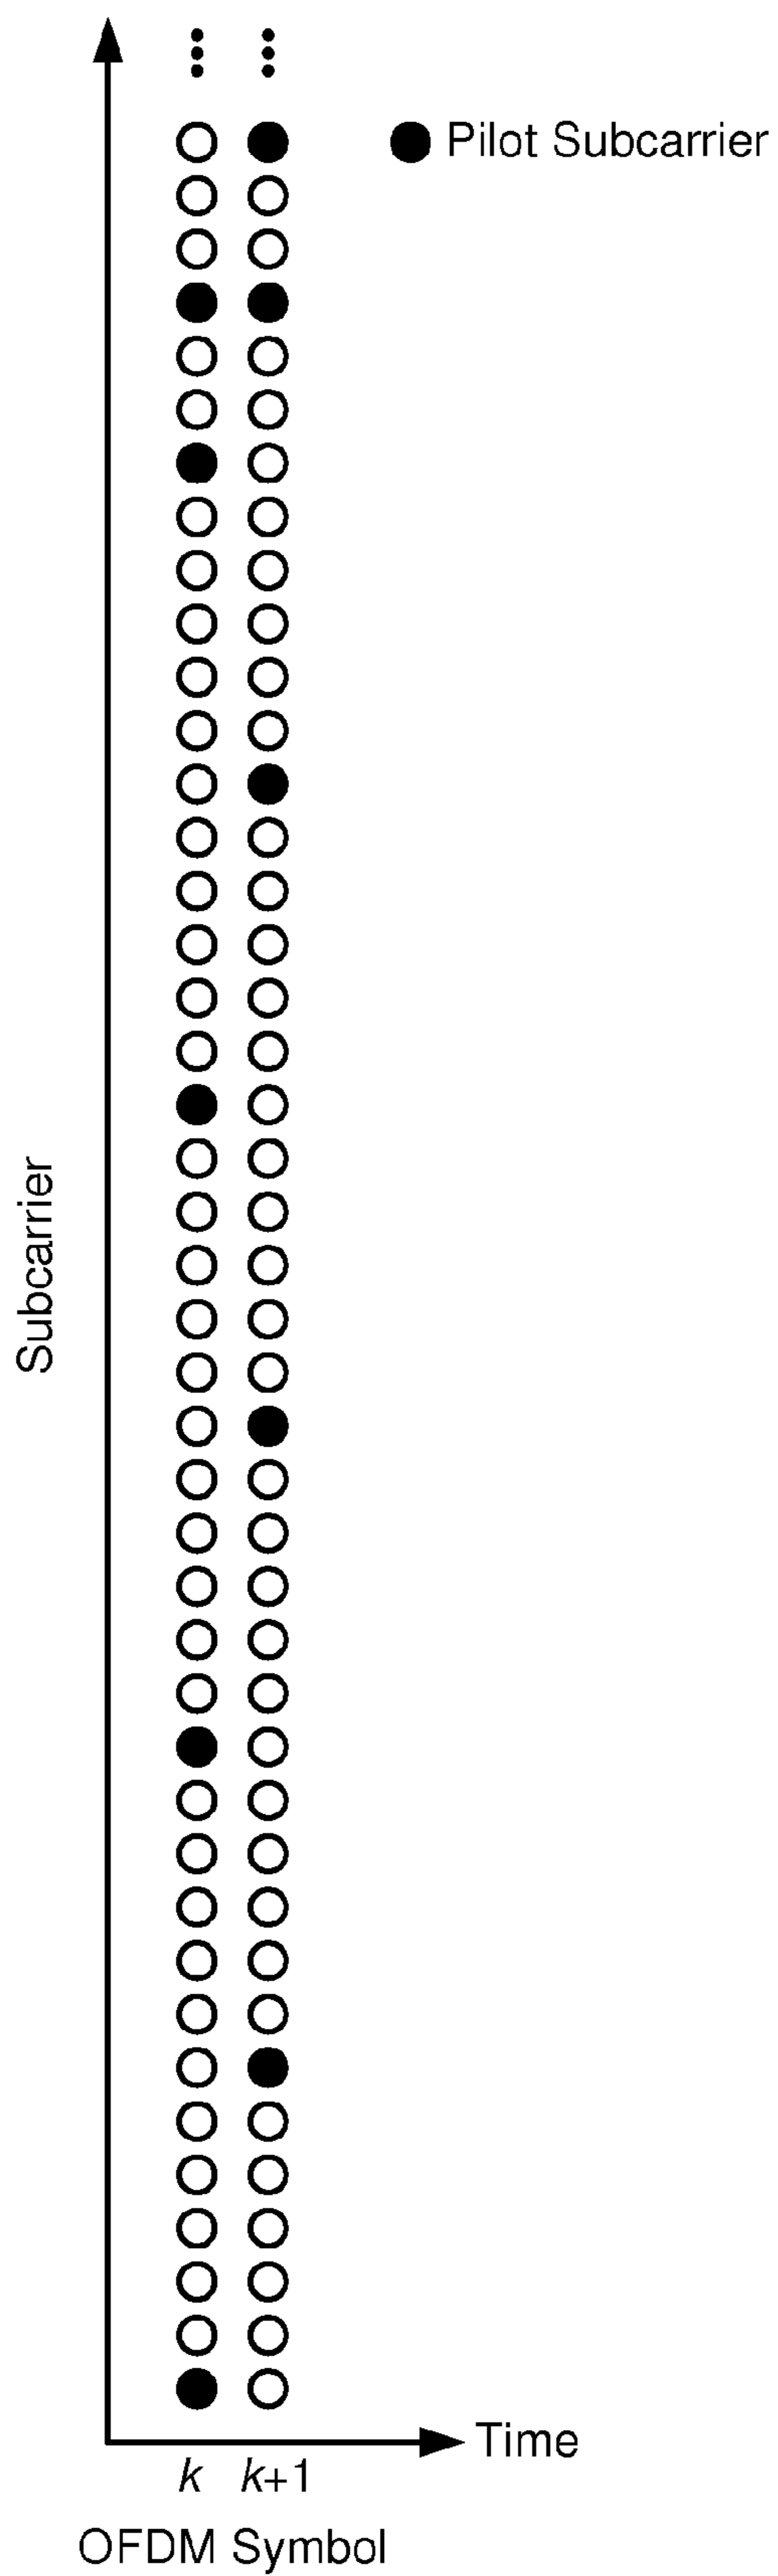 Pilot Subcarrier
Subcarrier
Time
k k+1
OFDM Symbol